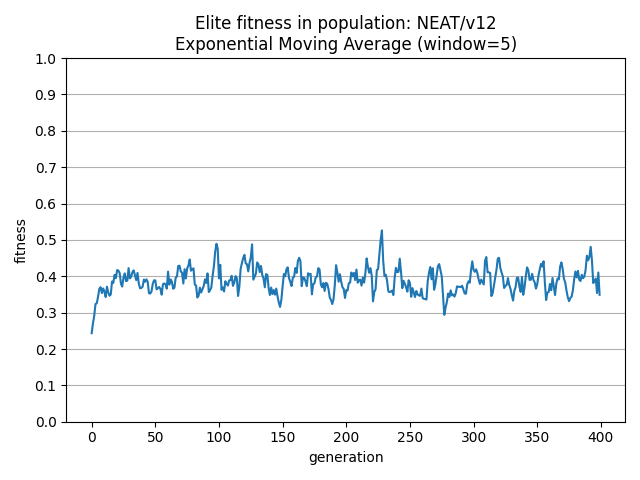 Elite fitness in population: NEAT/v12
Exponential Moving Average (window=5)
1.0
0.9
0.8
0.7
0.6
0.5
0.4
0.3
0.2
0.1
0.0
fitness
0 50 100 150 200 250 300 350 400
generation